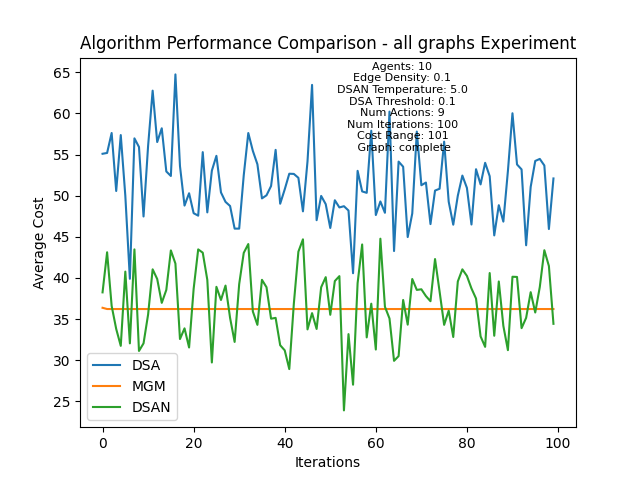 Algorithm Performance Comparison - all graphs Experiment
Agents: 10
Edge Density: 0.1
DSAN Temperature: 5.0
DSA Threshold: 0.1
Num Actions: 9
Num Iterations: 100
Cost Range: 101
Graph: complete
Average Cost
65
60
55
50
45
40
35
30
25
DSA
MGM
DSAN
0
20
40
60
80
100
Iterations